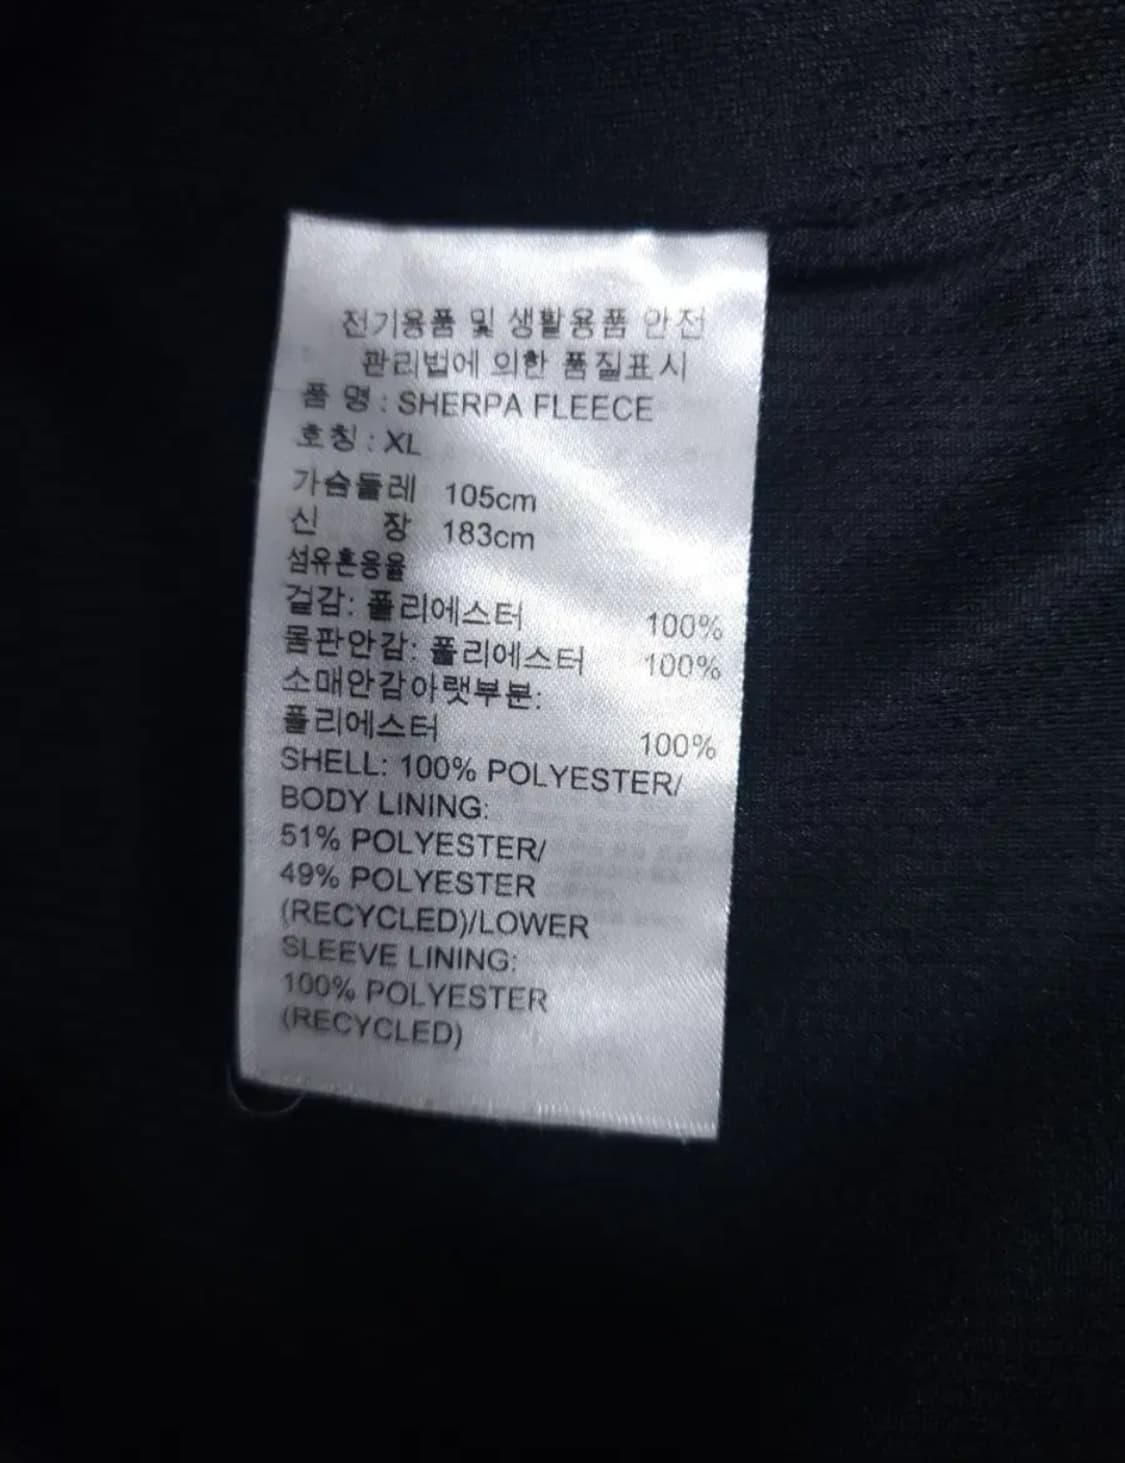 전기용품 및 생활용품 안전
관리법에 의한 품질표시
품 명 : SHERPA FLEECE
호칭 : XL
가슴둘레 105cm
신 장 183cm
섬유혼용율
겉감: 폴리에스터 100%
몸판안감: 폴리에스터 100%
소매안감아랫부분:
폴리에스터 100%
SHELL: 100% POLYESTER/
BODY LINING:
51% POLYESTER/
49% POLYESTER
(RECYCLED)/LOWER
SLEEVE LINING:
100% POLYESTER
(RECYCLED)